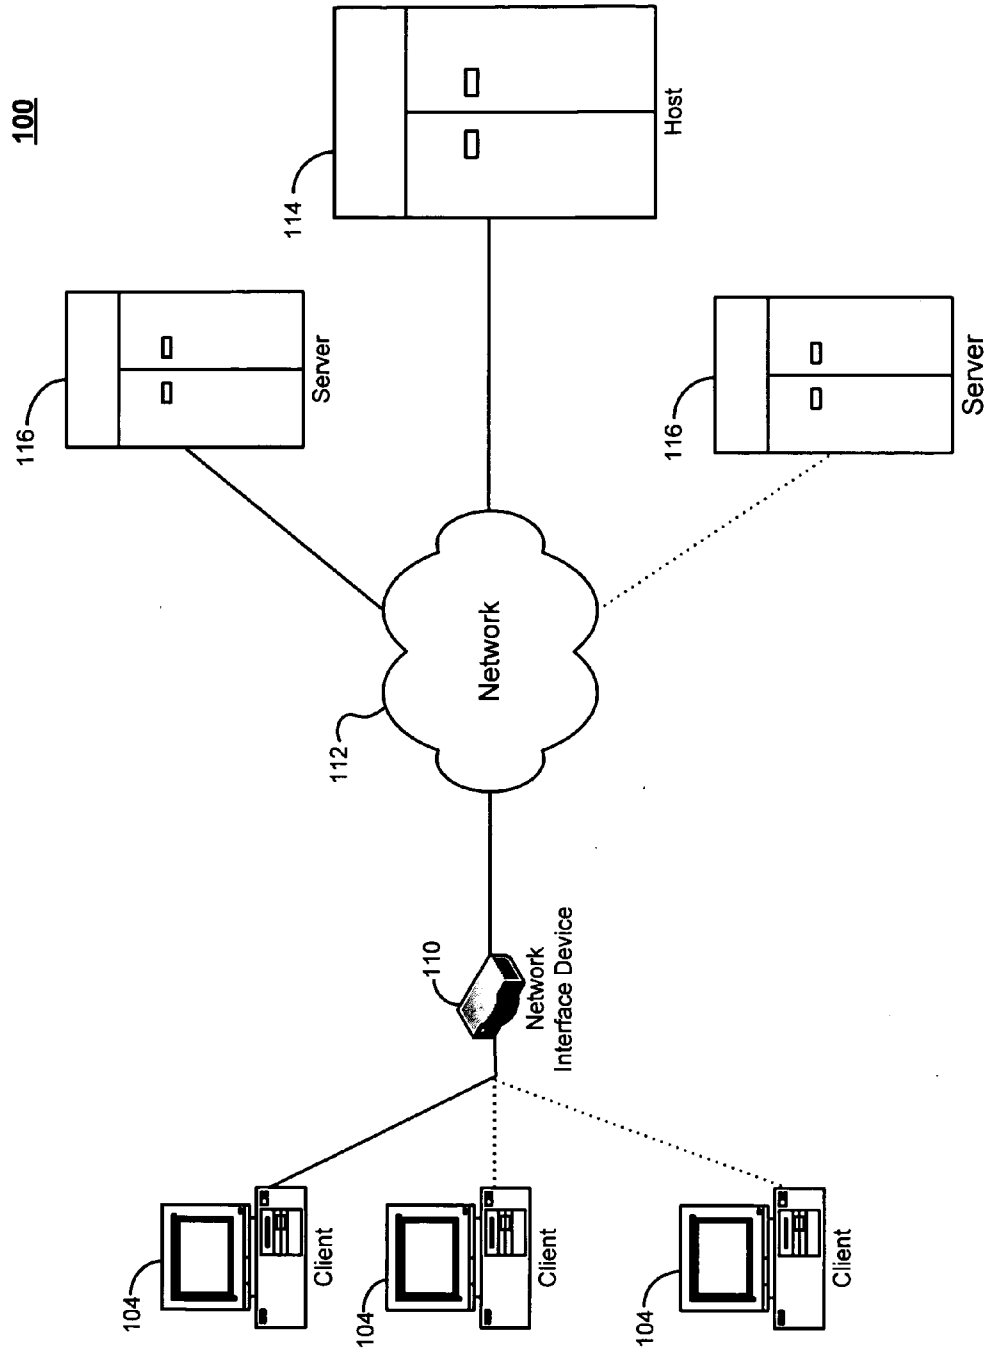 100
116
Server
114
Host
116
Server
112
Network
110
Network
Interface Device
104
Client
104
Client
104
Client